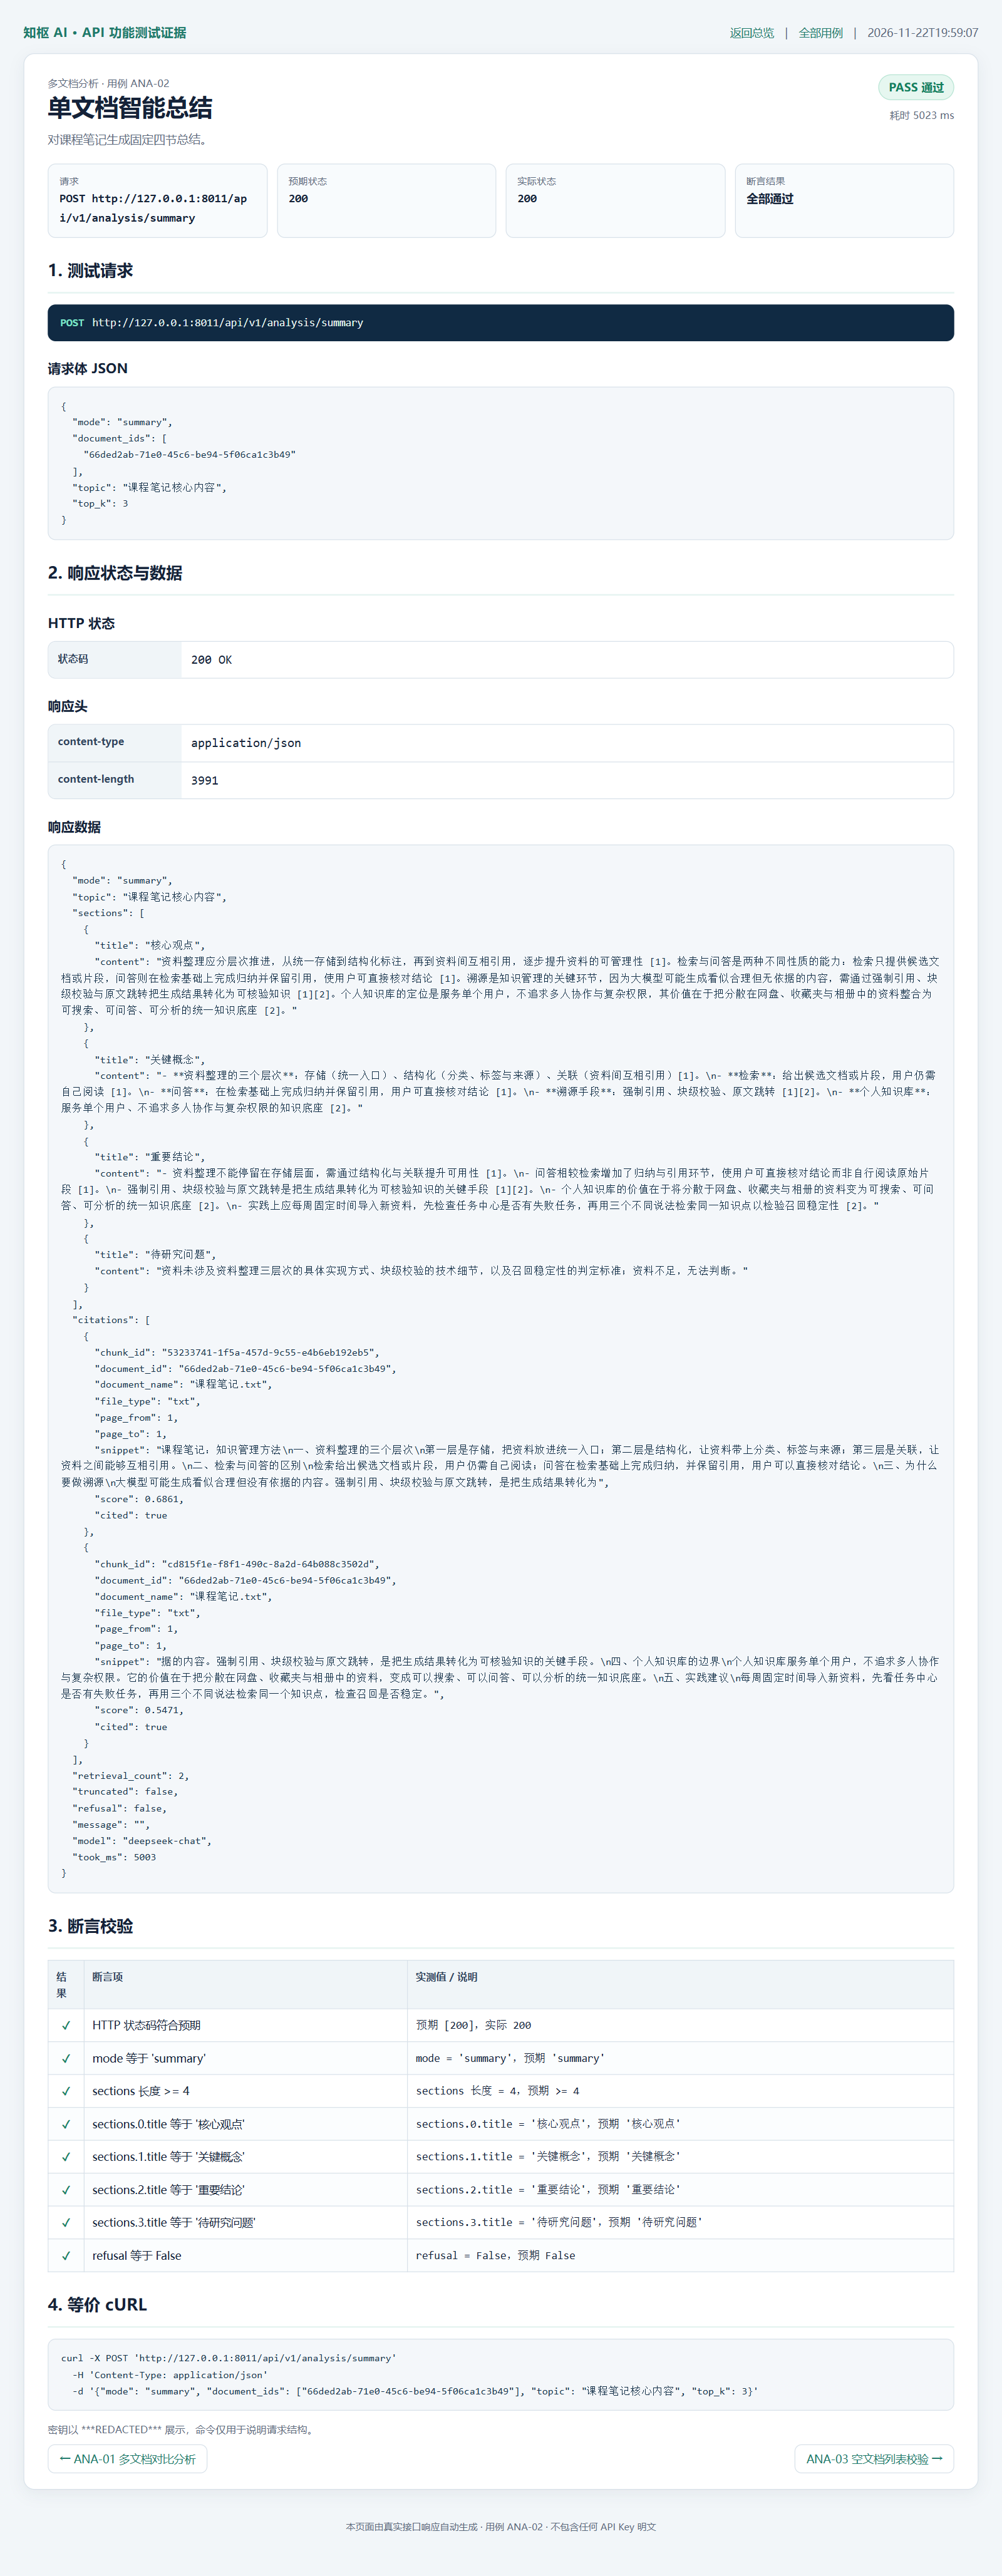 知枢 AI · API 功能测试证据
返回总览 | 全部用例 | 2026-11-22T19:59:07
多文档分析 · 用例 ANA-02
单文档智能总结
对课程笔记生成固定四节总结。
PASS 通过
耗时 5023 ms
请求
POST http://127.0.0.1:8011/ap
i/v1/analysis/summary
预期状态
200
实际状态
200
断言结果
全部通过
1. 测试请求
POST http://127.0.0.1:8011/api/v1/analysis/summary
请求体 JSON
{
  "mode": "summary",
  "document_ids": [
    "66ded2ab-71e0-45c6-be94-5f06ca1c3b49"
  ],
  "topic": "课程笔记核心内容",
  "top_k": 3
}
2. 响应状态与数据
HTTP 状态
状态码 200 OK
响应头
content-type application/json
content-length 3991
响应数据
{
  "mode": "summary",
  "topic": "课程笔记核心内容",
  "sections": [
    {
      "title": "核心观点",
      "content": "资料整理应分层次推进，从统一存储到结构化标注，再到资料间互相引用，逐步提升资料的可管理性 [1]。检索与问答是两种不同性质的能力：检索只提供候选文
档或片段，问答则在检索基础上完成归纳并保留引用，使用户可直接核对结论 [1]。溯源是知识管理的关键环节，因为大模型可能生成看似合理但无依据的内容，需通过强制引用、块
级校验与原文跳转把生成结果转化为可核验知识 [1][2]。个人知识库的定位是服务单个用户，不追求多人协作与复杂权限，其价值在于把分散在网盘、收藏夹与相册中的资料整合为
可搜索、可问答、可分析的统一知识底座 [2]。"
    },
    {
      "title": "关键概念",
      "content": "- **资料整理的三个层次**：存储（统一入口）、结构化（分类、标签与来源）、关联（资料间互相引用）[1]。\n- **检索**：给出候选文档或片段，用户仍需
自己阅读 [1]。\n- **问答**：在检索基础上完成归纳并保留引用，用户可直接核对结论 [1]。\n- **溯源手段**：强制引用、块级校验、原文跳转 [1][2]。\n- **个人知识库**：
服务单个用户、不追求多人协作与复杂权限的知识底座 [2]。"
    },
    {
      "title": "重要结论",
      "content": "- 资料整理不能停留在存储层面，需通过结构化与关联提升可用性 [1]。\n- 问答相较检索增加了归纳与引用环节，使用户可直接核对结论而非自行阅读原始片
段 [1]。\n- 强制引用、块级校验与原文跳转是把生成结果转化为可核验知识的关键手段 [1][2]。\n- 个人知识库的价值在于将分散于网盘、收藏夹与相册的资料变为可搜索、可问
答、可分析的统一知识底座 [2]。\n- 实践上应每周固定时间导入新资料，先检查任务中心是否有失败任务，再用三个不同说法检索同一知识点以检验召回稳定性 [2]。"
    },
    {
      "title": "待研究问题",
      "content": "资料未涉及资料整理三层次的具体实现方式、块级校验的技术细节，以及召回稳定性的判定标准；资料不足，无法判断。"
    }
  ],
  "citations": [
    {
      "chunk_id": "53233741-1f5a-457d-9c55-e4b6eb192eb5",
      "document_id": "66ded2ab-71e0-45c6-be94-5f06ca1c3b49",
      "document_name": "课程笔记.txt",
      "file_type": "txt",
      "page_from": 1,
      "page_to": 1,
      "snippet": "课程笔记：知识管理方法\n一、资料整理的三个层次\n第一层是存储，把资料放进统一入口；第二层是结构化，让资料带上分类、标签与来源；第三层是关联，让
资料之间能够互相引用。\n二、检索与问答的区别\n检索给出候选文档或片段，用户仍需自己阅读；问答在检索基础上完成归纳，并保留引用，用户可以直接核对结论。\n三、为什么
要做溯源\n大模型可能生成看似合理但没有依据的内容。强制引用、块级校验与原文跳转，是把生成结果转化为",
      "score": 0.6861,
      "cited": true
    },
    {
      "chunk_id": "cd815f1e-f8f1-490c-8a2d-64b088c3502d",
      "document_id": "66ded2ab-71e0-45c6-be94-5f06ca1c3b49",
      "document_name": "课程笔记.txt",
      "file_type": "txt",
      "page_from": 1,
      "page_to": 1,
      "snippet": "据的内容。强制引用、块级校验与原文跳转，是把生成结果转化为可核验知识的关键手段。\n四、个人知识库的边界\n个人知识库服务单个用户，不追求多人协作
与复杂权限。它的价值在于把分散在网盘、收藏夹与相册中的资料，变成可以搜索、可以问答、可以分析的统一知识底座。\n五、实践建议\n每周固定时间导入新资料，先看任务中心
是否有失败任务，再用三个不同说法检索同一个知识点，检查召回是否稳定。",
      "score": 0.5471,
      "cited": true
    }
  ],
  "retrieval_count": 2,
  "truncated": false,
  "refusal": false,
  "message": "",
  "model": "deepseek-chat",
  "took_ms": 5003
}
3. 断言校验
结果 断言项 实测值 / 说明
✓ HTTP 状态码符合预期 预期 [200]，实际 200
✓ mode 等于 'summary' mode = 'summary'，预期 'summary'
✓ sections 长度 >= 4 sections 长度 = 4，预期 >= 4
✓ sections.0.title 等于 '核心观点' sections.0.title = '核心观点'，预期 '核心观点'
✓ sections.1.title 等于 '关键概念' sections.1.title = '关键概念'，预期 '关键概念'
✓ sections.2.title 等于 '重要结论' sections.2.title = '重要结论'，预期 '重要结论'
✓ sections.3.title 等于 '待研究问题' sections.3.title = '待研究问题'，预期 '待研究问题'
✓ refusal 等于 False refusal = False，预期 False
4. 等价 cURL
curl -X POST 'http://127.0.0.1:8011/api/v1/analysis/summary'
  -H 'Content-Type: application/json'
  -d '{"mode": "summary", "document_ids": ["66ded2ab-71e0-45c6-be94-5f06ca1c3b49"], "topic": "课程笔记核心内容", "top_k": 3}'
密钥以 ***REDACTED*** 展示，命令仅用于说明请求结构。
← ANA-01 多文档对比分析
ANA-03 空文档列表校验 →
本页面由真实接口响应自动生成 · 用例 ANA-02 · 不包含任何 API Key 明文